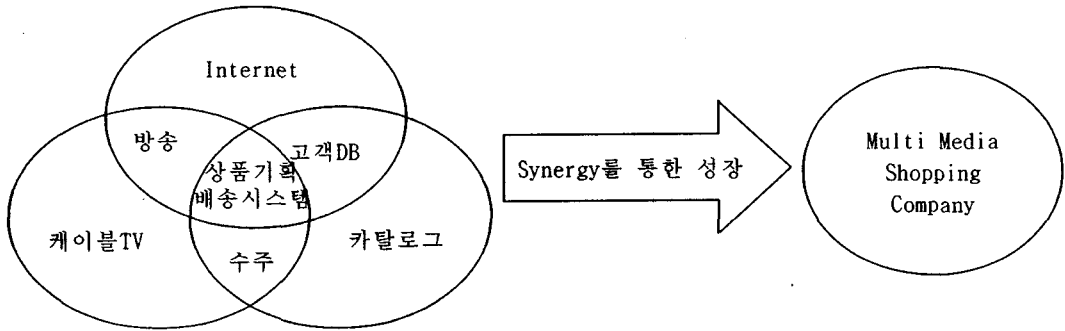 Internet
방송
고객DB
상품기획
배송시스템
케이블TV
카탈로그
수주
Synergy를 통한 성장
Multi Media
Shopping
Company